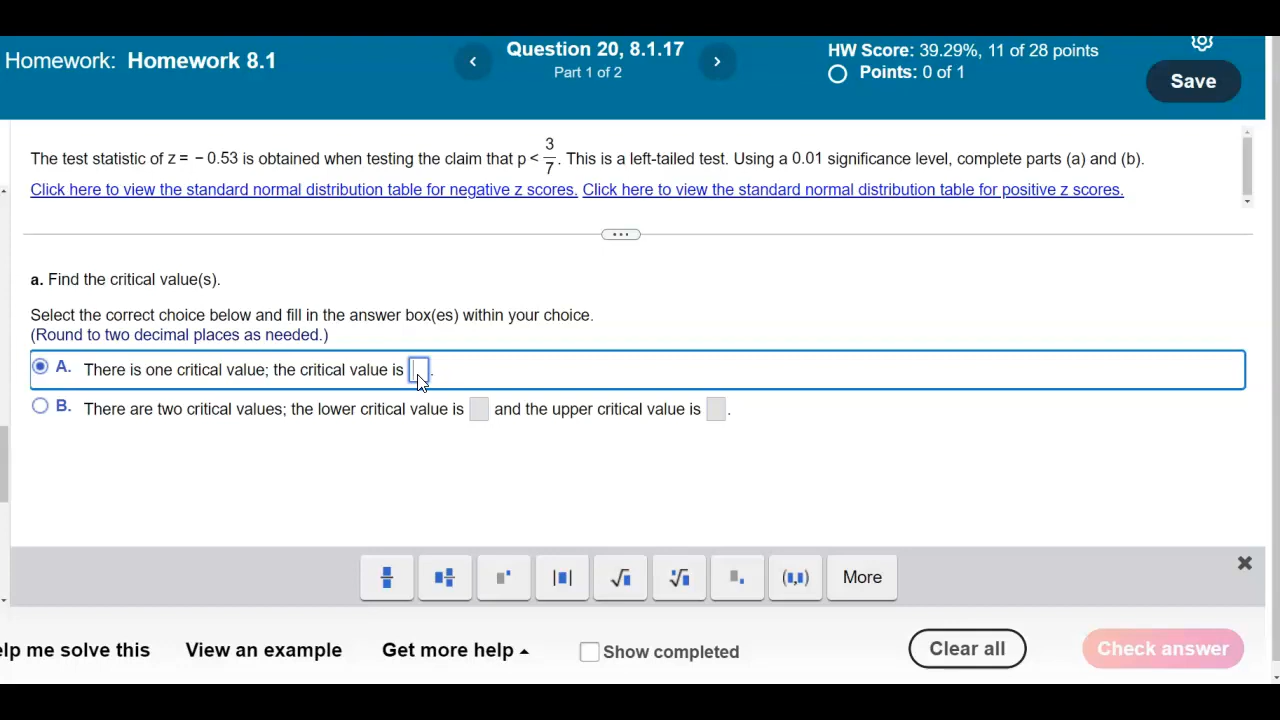 Homework: Homework 8.1
Question 20, 8.1.17
Part 1 of 2
HW Score: 39.29%, 11 of 28 points
Points: 0 of 1
Save
The test statistic of z = − 0.53 is obtained when testing the claim that p < 3/7. This is a left-tailed test. Using a 0.01 significance level, complete parts (a) and (b).
Click here to view the standard normal distribution table for negative z scores. Click here to view the standard normal distribution table for positive z scores.
a. Find the critical value(s).
Select the correct choice below and fill in the answer box(es) within your choice.
(Round to two decimal places as needed.)
A. There is one critical value; the critical value is .
B. There are two critical values; the lower critical value is and the upper critical value is .
More
elp me solve this View an example Get more help Show completed Clear all Check answer